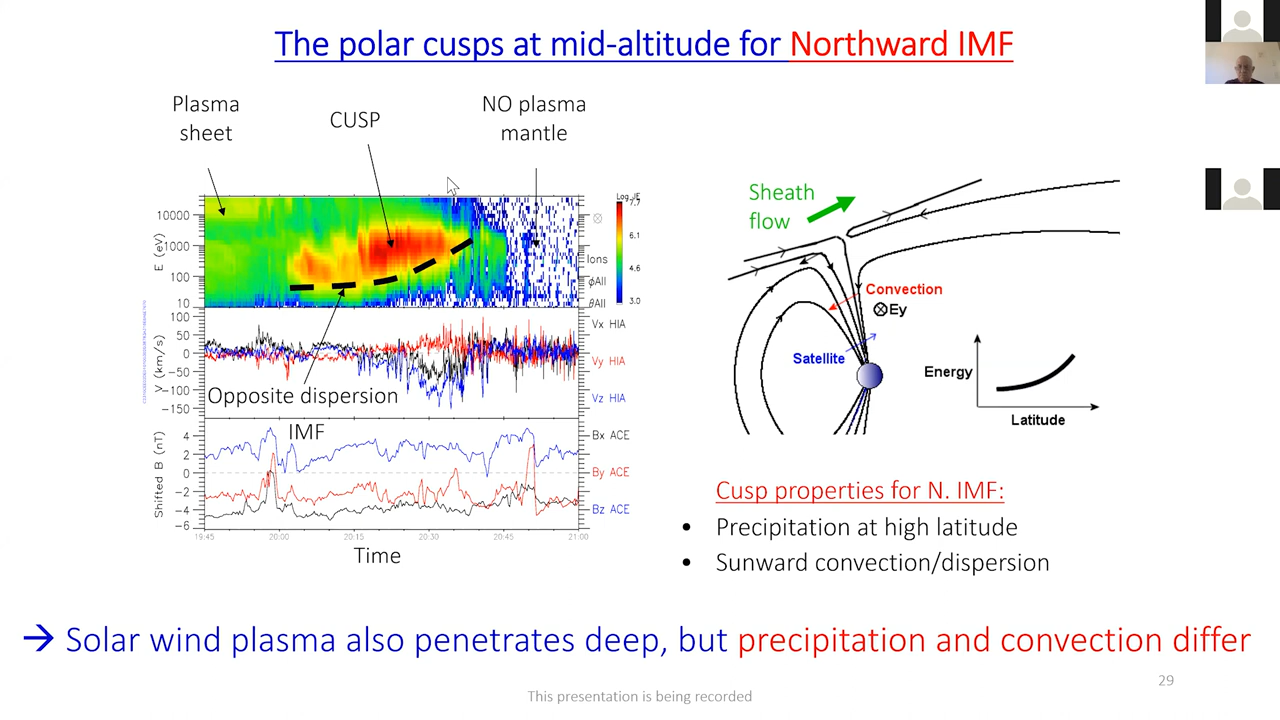 The polar cusps at mid-altitude for Northward IMF
Plasma
sheet
CUSP
NO plasma
mantle
Log JE
7.7
6.1
4.6
3.0
Ions
ϕAll
θAll
E (eV)
10000
1000
100
10
V (km/s)
100
50
0
-50
-100
-150
Vx HIA
Vy HIA
Vz HIA
Opposite dispersion
IMF
Shifted B (nT)
4
2
0
-2
-4
-6
Bx ACE
By ACE
Bz ACE
19:45 20:00 20:15 20:30 20:45 21:00
Time
Sheath
flow
Convection
Ey
Satellite
Energy
Latitude
Cusp properties for N. IMF:
• Precipitation at high latitude
• Sunward convection/dispersion
→ Solar wind plasma also penetrates deep, but precipitation and convection differ
29
This presentation is being recorded